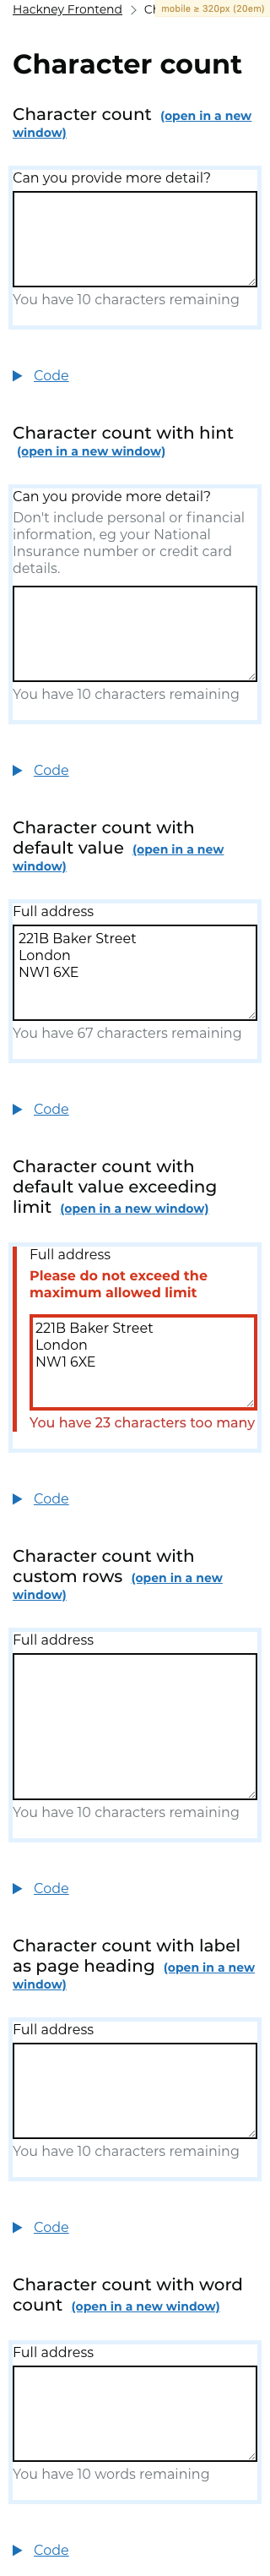 Hackney Frontend > Ch
mobile ≥ 320px (20em)
Character count
Character count (open in a new
window)
Can you provide more detail?
You have 10 characters remaining
Code
Character count with hint
(open in a new window)
Can you provide more detail?
Don't include personal or financial
information, eg your National
Insurance number or credit card
details.
You have 10 characters remaining
Code
Character count with
default value (open in a new
window)
Full address
221B Baker Street
London
NW1 6XE
You have 67 characters remaining
Code
Character count with
default value exceeding
limit (open in a new window)
Full address
Please do not exceed the
maximum allowed limit
221B Baker Street
London
NW1 6XE
You have 23 characters too many
Code
Character count with
custom rows (open in a new
window)
Full address
You have 10 characters remaining
Code
Character count with label
as page heading (open in a new
window)
Full address
You have 10 characters remaining
Code
Character count with word
count (open in a new window)
Full address
You have 10 words remaining
Code